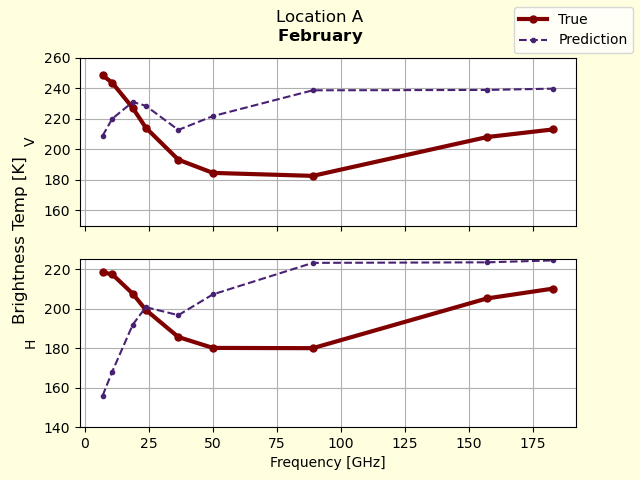 Location A
February
True
Prediction
Brightness Temp [K]
V
260
240
220
200
180
160
H
220
200
180
160
140
0 25 50 75 100 125 150 175
Frequency [GHz]